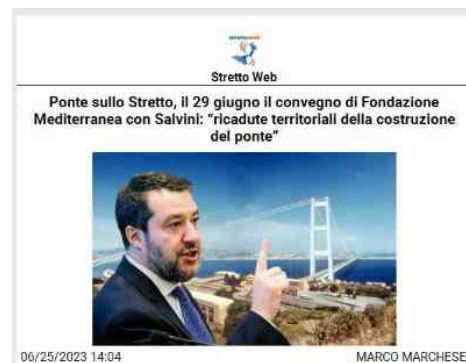 Stretto Web
Ponte sullo Stretto, il 29 giugno il convegno di Fondazione
Mediterranea con Salvini: “ricadute territoriali della costruzione
del ponte”
06/25/2023 14:04
MARCO MARCHESE